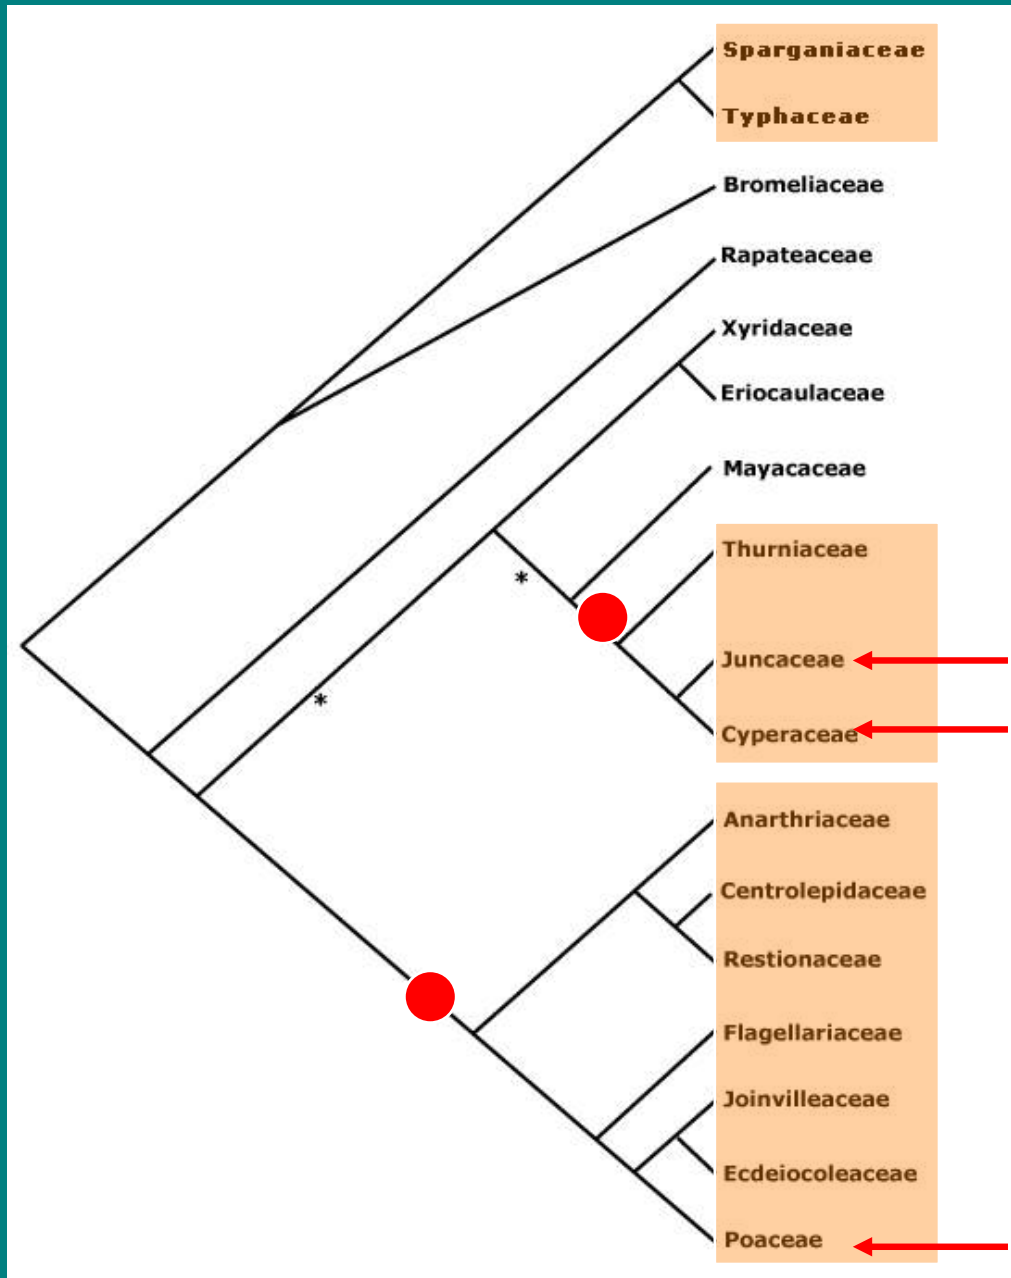 Sparganiaceae
Typhaceae
Bromeliaceae
Rapateaceae
Xyridaceae
Eriocaulaceae
Mayacaceae
Thurniaceae
*
Juncaceae
*
Cyperaceae
Anarthriaceae
Centrolepidaceae
Restionaceae
Flagellariaceae
Joinvilleaceae
Ecdeiocoleaceae
Poaceae